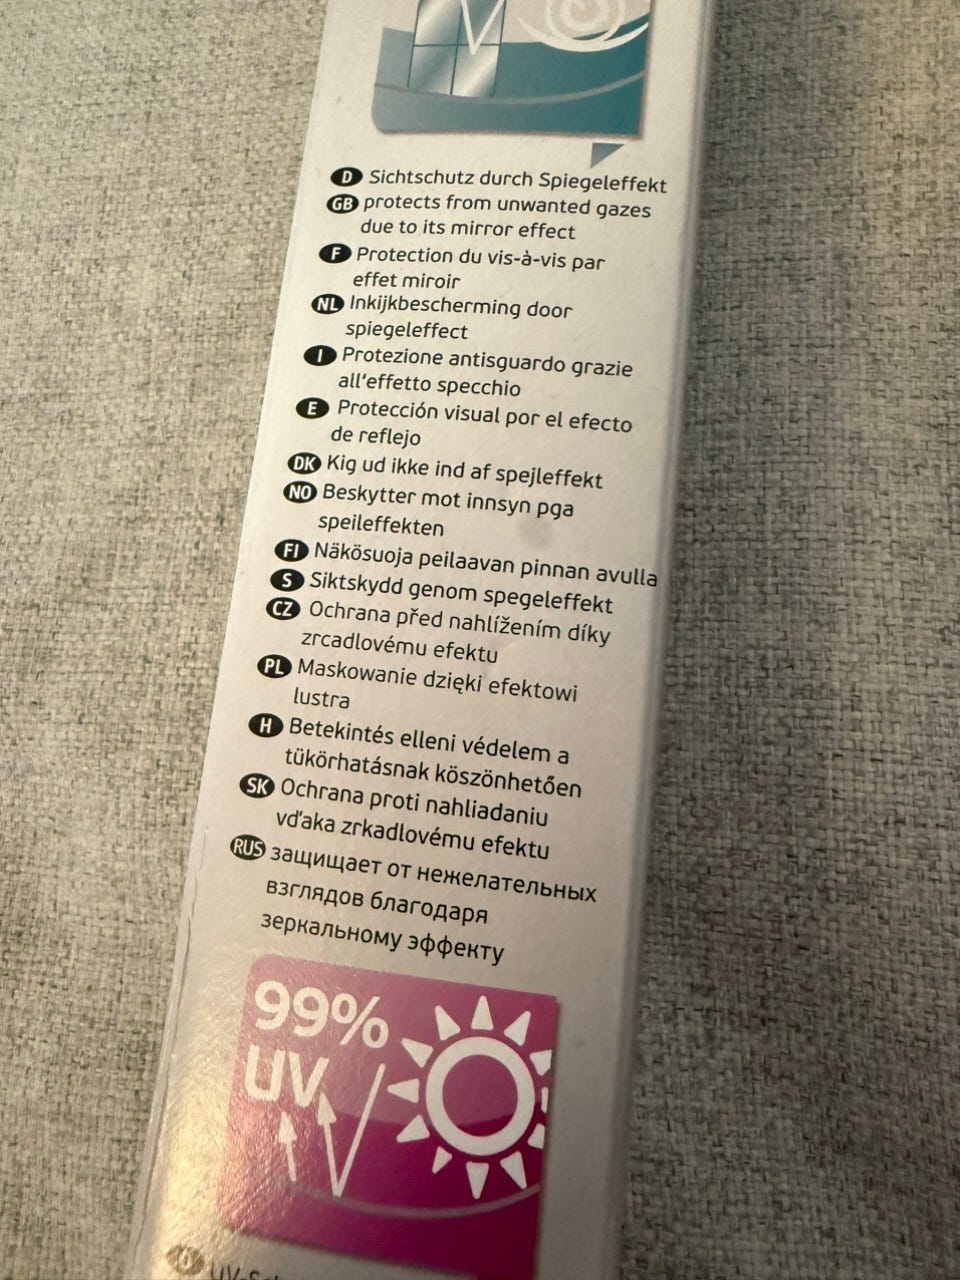 D Sichtschutz durch Spiegeleffekt
GB protects from unwanted gazes
due to its mirror effect
F Protection du vis-à-vis par
effet miroir
NL Inkijkbescherming door
spiegeleffect
I Protezione antisguardo grazie
all'effetto specchio
E Protección visual por el efecto
de reflejo
DK Kig ud ikke ind af spejleffekt
NO Beskytter mot innsyn pga
speileffekten
FI Näkösuoja peilaavan pinnan avulla
S Siktskydd genom spegeleffekt
CZ Ochrana před nahlížením díky
zrcadlovému efektu
PL Maskowanie dzięki efektowi
lustra
H Betekintés elleni védelem a
tükörhatásnak köszönhetően
SK Ochrana proti nahliadaniu
vďaka zrkadlovému efektu
RUS защищает от нежелательных
взглядов благодаря
зеркальному эффекту
99%
UV